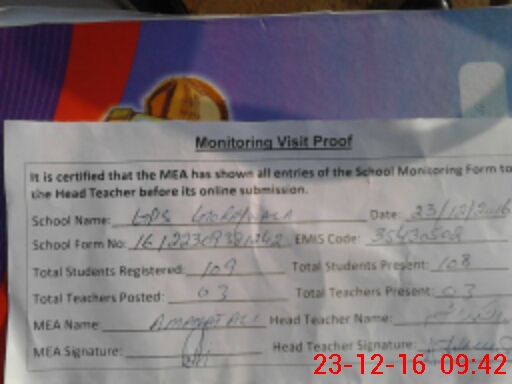 Monitoring Visit Proof
It is certified that the MEA has shown all entries of the School Monitoring Form to
the Head Teacher before its online submission.
School Name: GPS Date: 23/12/2016
School Form No: EMIS Code: 35430502
Total Students Registered: 109 Total Students Present: 108
Total Teachers Posted: 03 Total Teachers Present: 03
MEA Name: AMANAT ALI Head Teacher Name:
MEA Signature: Head Teacher Signature:
23-12-16 09:42